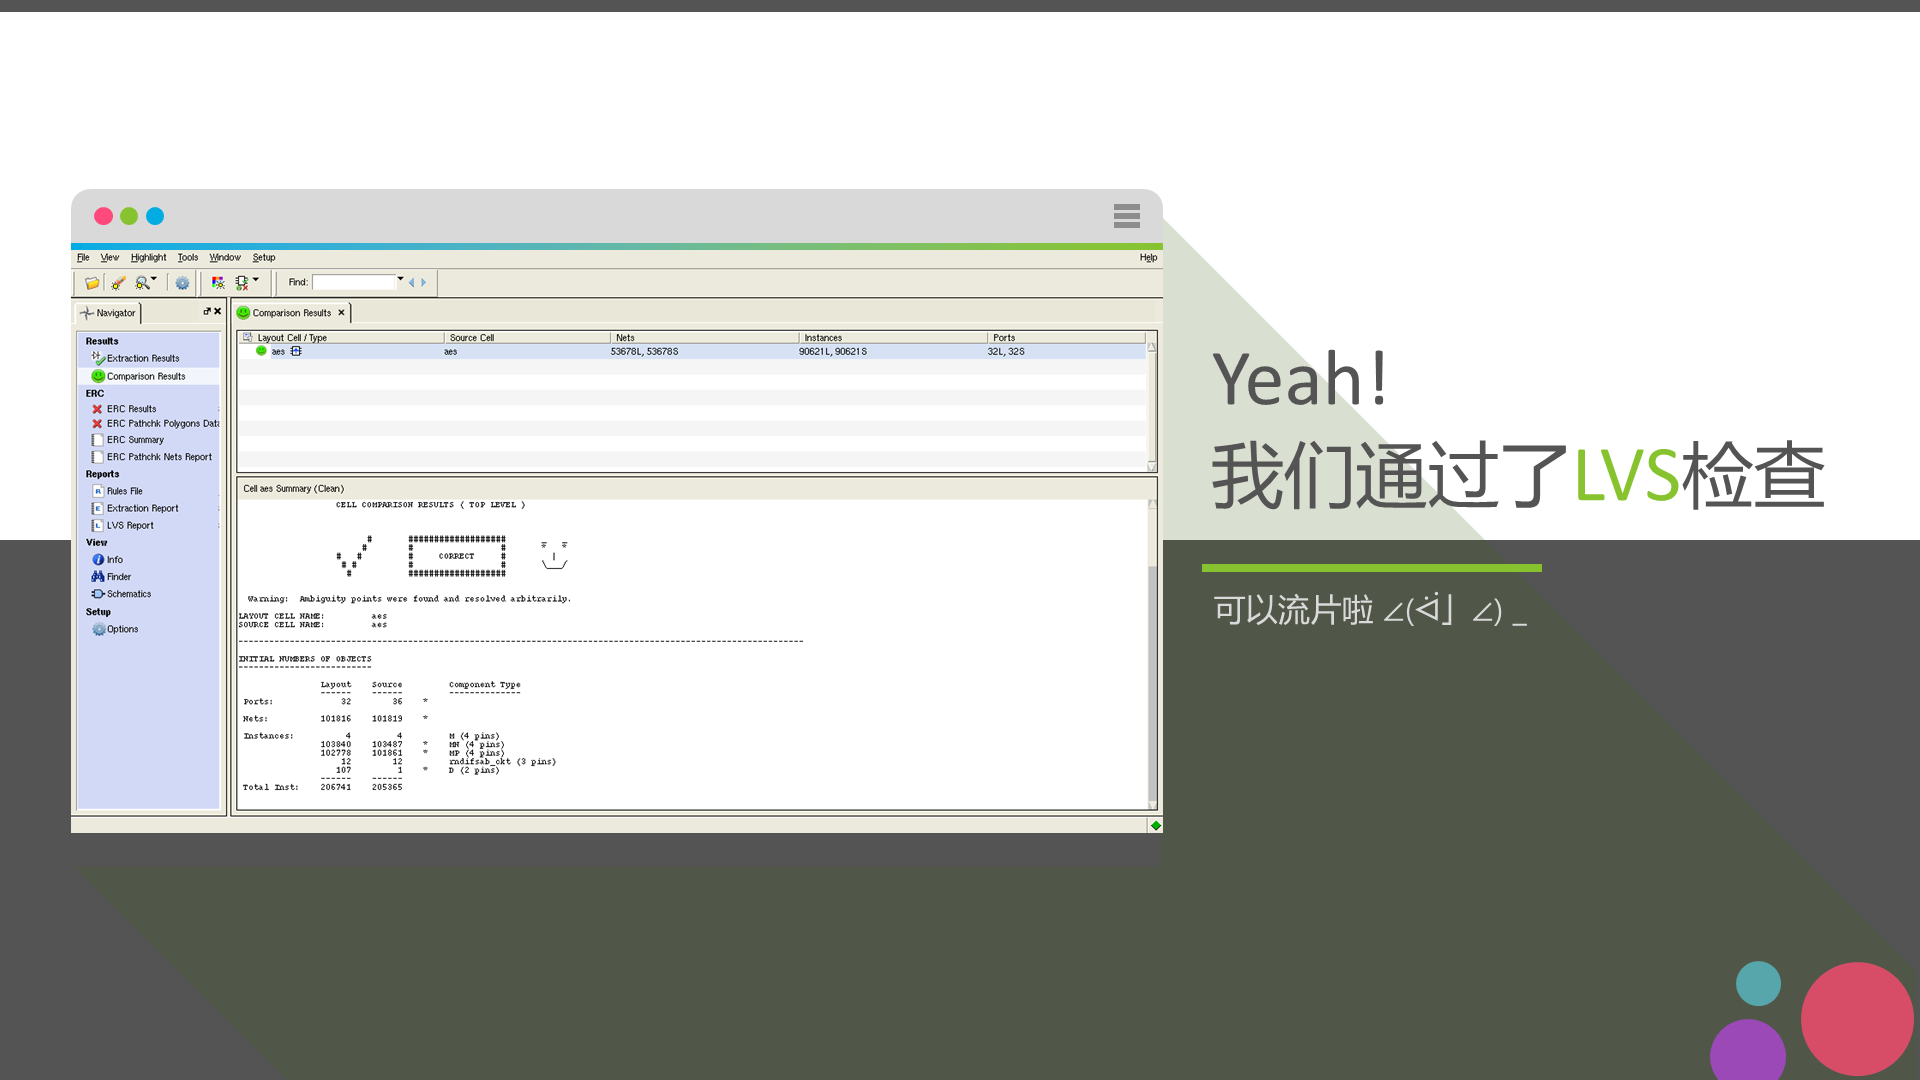 File View Highlight Tools Window Setup Help
Find:
Navigator
Results
Extraction Results
Comparison Results
ERC
ERC Results
ERC Pathchk Polygons Data
ERC Summary
ERC Pathchk Nets Report
Reports
Rules File
Extraction Report
LVS Report
View
Info
Finder
Schematics
Setup
Options
Comparison Results
Layout Cell / Type Source Cell Nets Instances Ports
aes aes 53678L, 53678S 90621L, 90621S 32L, 32S
Cell aes Summary (Clean)
CELL COMPARISON RESULTS ( TOP LEVEL )
CORRECT
Warning: Ambiguity points were found and resolved arbitrarily.
LAYOUT CELL NAME: aes
SOURCE CELL NAME: aes
INITIAL NUMBERS OF OBJECTS
Layout Source Component Type
Ports: 32 36 *
Nets: 101816 101819 *
Instances: 4 4 M (4 pins)
103840 103487 * MN (4 pins)
102778 101861 * MP (4 pins)
12 12 rndifsab_ckt (3 pins)
107 1 * D (2 pins)
Total Inst: 206741 205365
Yeah!
我们通过了LVS检查
可以流片啦 ∠(ᐛ」∠) _